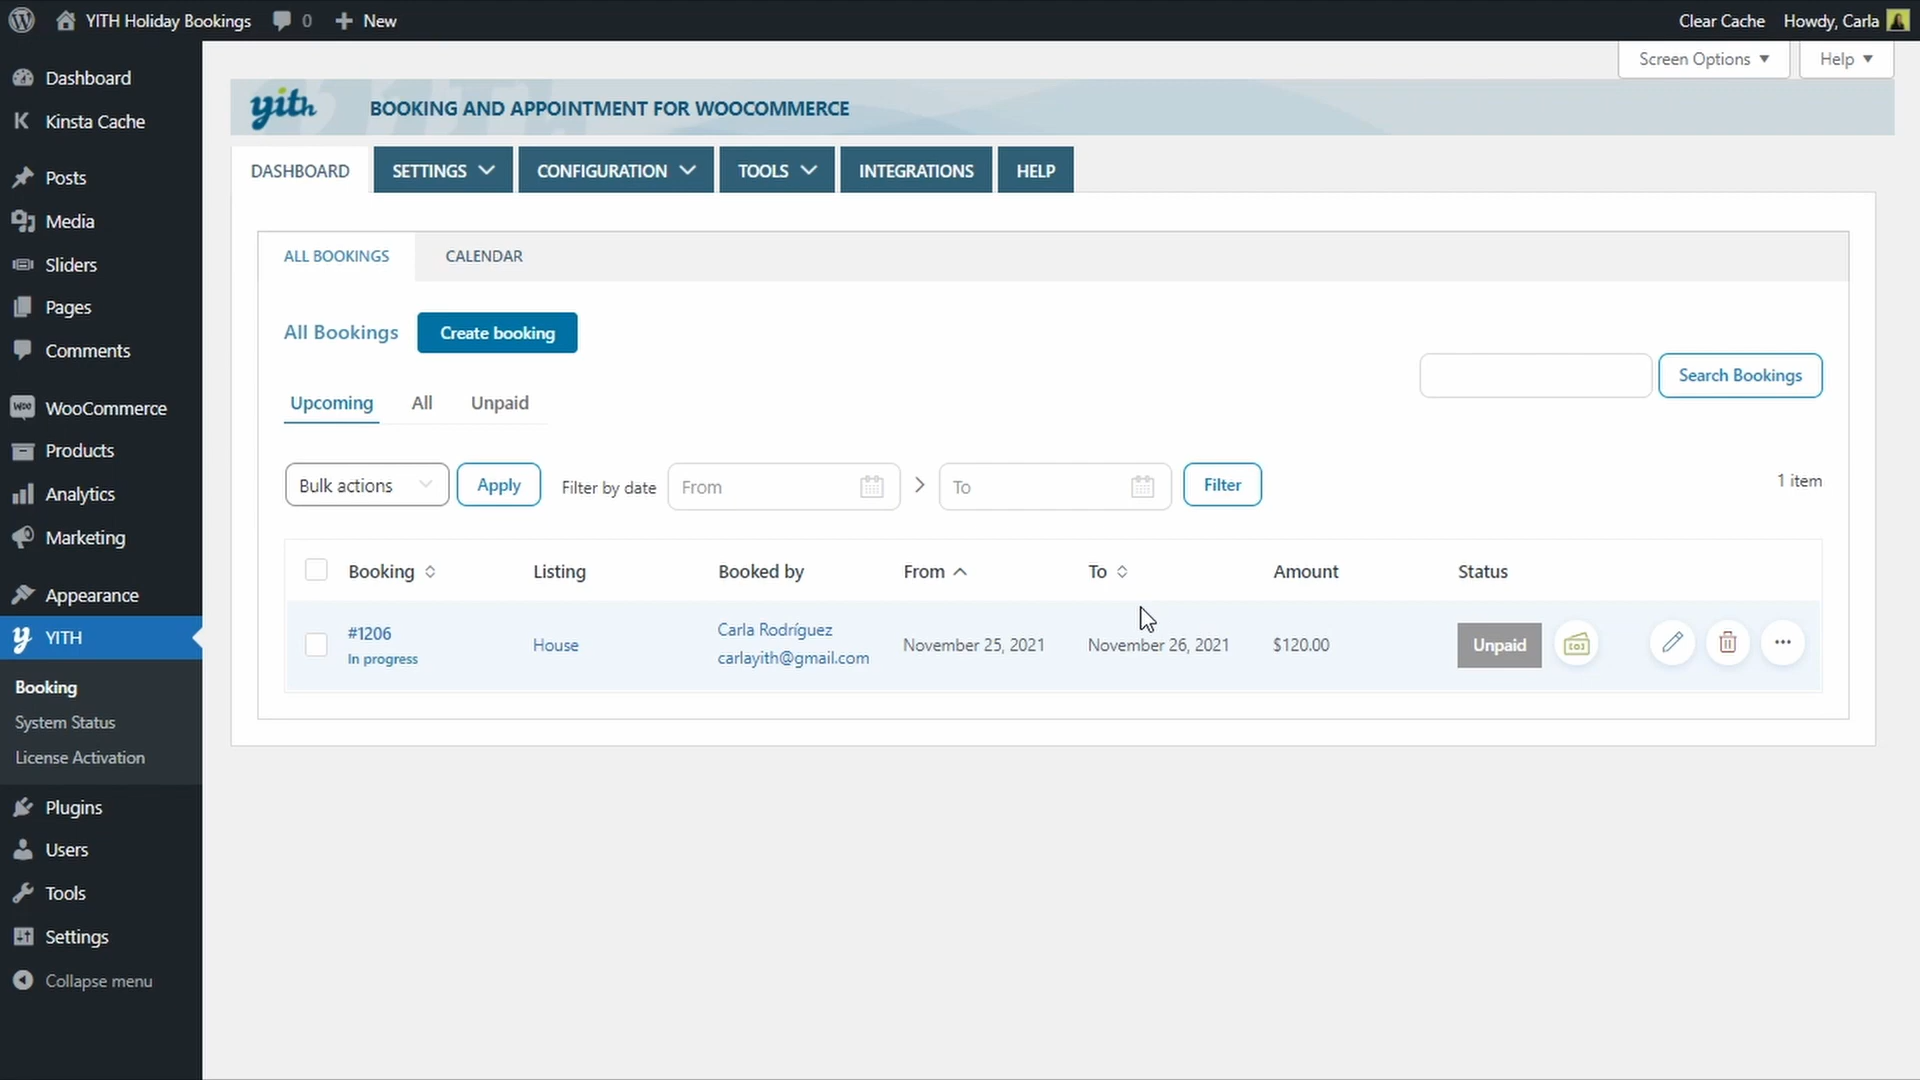 YITH Holiday Bookings 0 New Clear Cache Howdy, Carla
Screen Options Help
Dashboard
Kinsta Cache
Posts
Media
Sliders
Pages
Comments
WooCommerce
Products
Analytics
Marketing
Appearance
YITH
Booking
System Status
License Activation
Plugins
Users
Tools
Settings
Collapse menu
yith BOOKING AND APPOINTMENT FOR WOOCOMMERCE
DASHBOARD SETTINGS CONFIGURATION TOOLS INTEGRATIONS HELP
ALL BOOKINGS CALENDAR
All Bookings Create booking
Search Bookings
Upcoming All Unpaid
Bulk actions Apply Filter by date From > To Filter 1 item
Booking Listing Booked by From To Amount Status
#1206
In progress
House
Carla Rodríguez
carlayith@gmail.com
November 25, 2021 November 26, 2021 $120.00 Unpaid